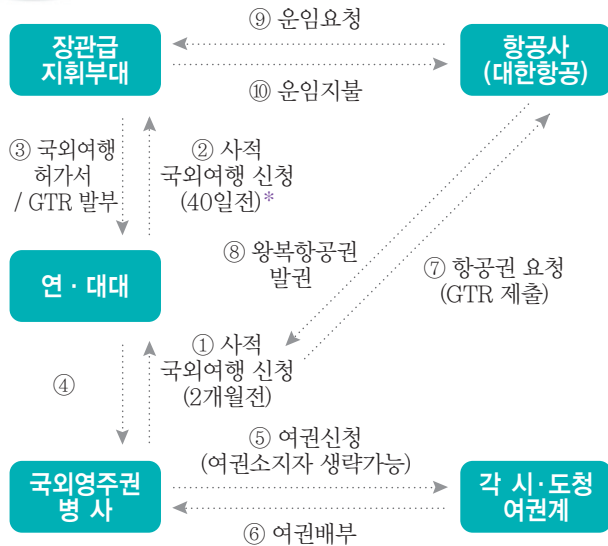 ⑨ 운임요청
장관급
지휘부대
항공사
(대한항공)
⑩ 운임지불
③ 국외여행
허가서
/ GTR 발부
② 사적
국외여행 신청
(40일전)*
⑧ 왕복항공권
발권
⑦ 항공권 요청
(GTR 제출)
연 · 대대
① 사적
국외여행 신청
(2개월전)
④
⑤ 여권신청
(여권소지자 생략가능)
국외영주권
병 사
각 시·도청
여권계
⑥ 여권배부